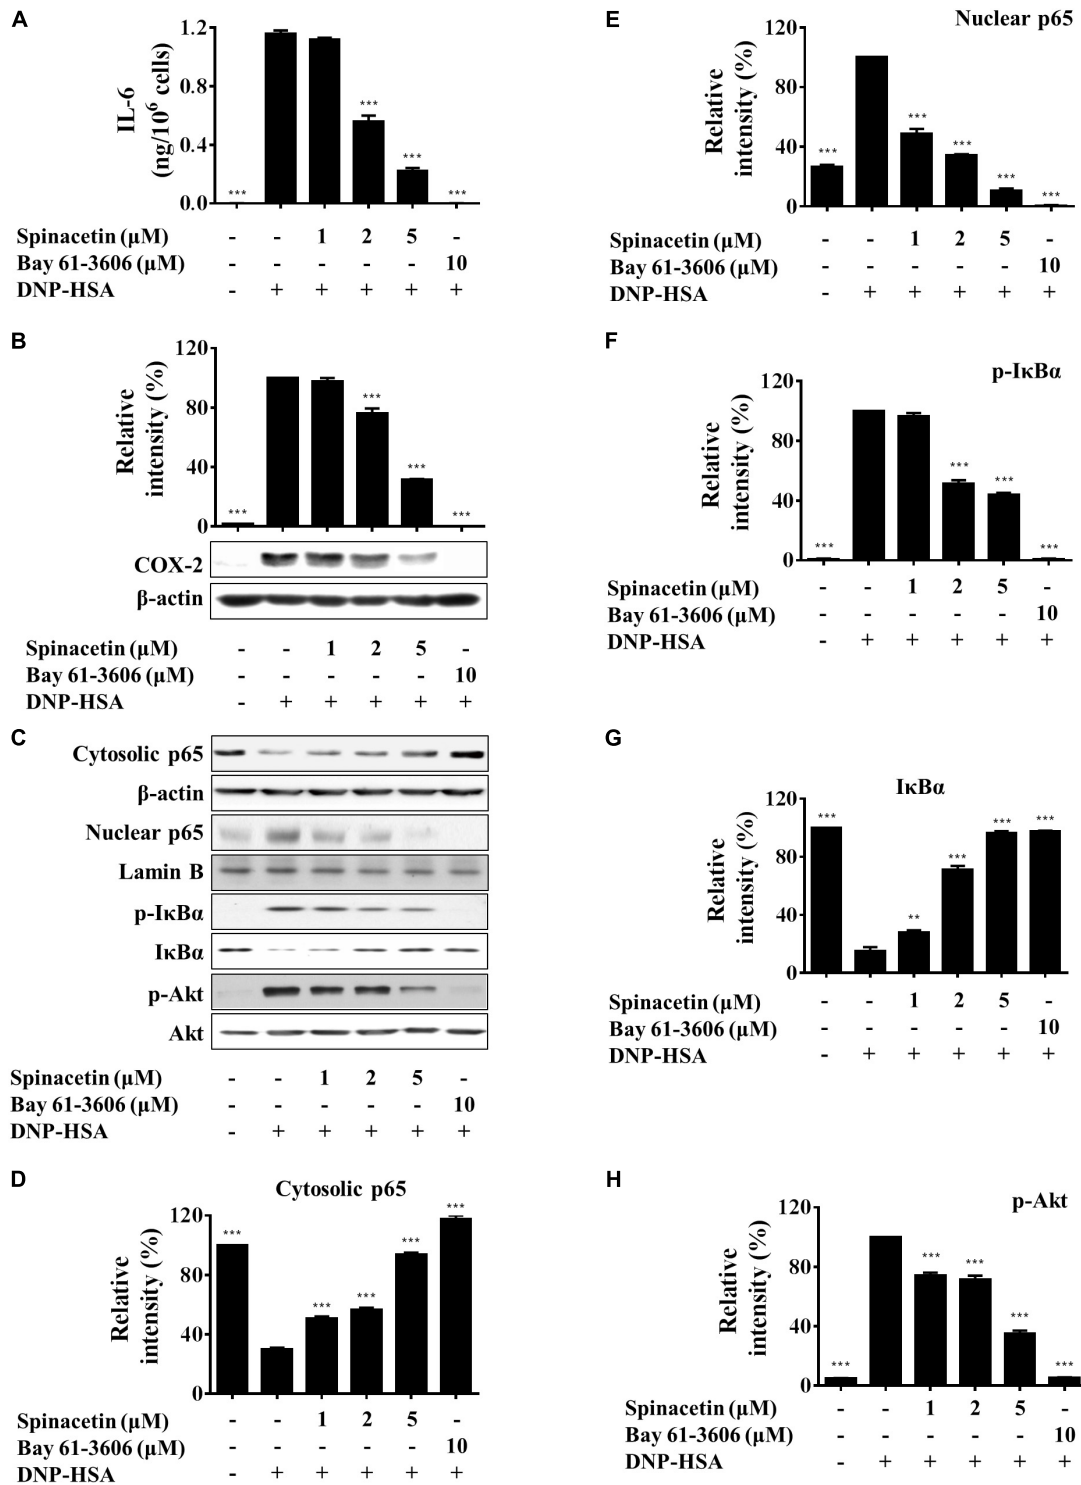 A
IL-6
(ng/10⁶ cells)
1.2
0.8
0.4
0.0
*** *** *** ***
Spinacetin (μM) - - 1 2 5 -
Bay 61-3606 (μM) - - - - - 10
DNP-HSA - + + + + +
B
Relative
intensity (%)
120
80
40
0
*** *** *** ***
COX-2
β-actin
Spinacetin (μM) - - 1 2 5 -
Bay 61-3606 (μM) - - - - - 10
DNP-HSA - + + + + +
C
Cytosolic p65
β-actin
Nuclear p65
Lamin B
p-IκBα
IκBα
p-Akt
Akt
Spinacetin (μM) - - 1 2 5 -
Bay 61-3606 (μM) - - - - - 10
DNP-HSA - + + + + +
D
Cytosolic p65
Relative
intensity (%)
120
80
40
0
*** *** *** *** ***
Spinacetin (μM) - - 1 2 5 -
Bay 61-3606 (μM) - - - - - 10
DNP-HSA - + + + + +
E
Nuclear p65
Relative
intensity (%)
120
80
40
0
*** *** *** *** ***
Spinacetin (μM) - - 1 2 5 -
Bay 61-3606 (μM) - - - - - 10
DNP-HSA - + + + + +
F
p-IκBα
Relative
intensity (%)
120
80
40
0
*** *** *** ***
Spinacetin (μM) - - 1 2 5 -
Bay 61-3606 (μM) - - - - - 10
DNP-HSA - + + + + +
G
IκBα
Relative
intensity (%)
120
80
40
0
*** ** *** *** ***
Spinacetin (μM) - - 1 2 5 -
Bay 61-3606 (μM) - - - - - 10
DNP-HSA - + + + + +
H
p-Akt
Relative
intensity (%)
120
80
40
0
*** *** *** *** ***
Spinacetin (μM) - - 1 2 5 -
Bay 61-3606 (μM) - - - - - 10
DNP-HSA - + + + + +